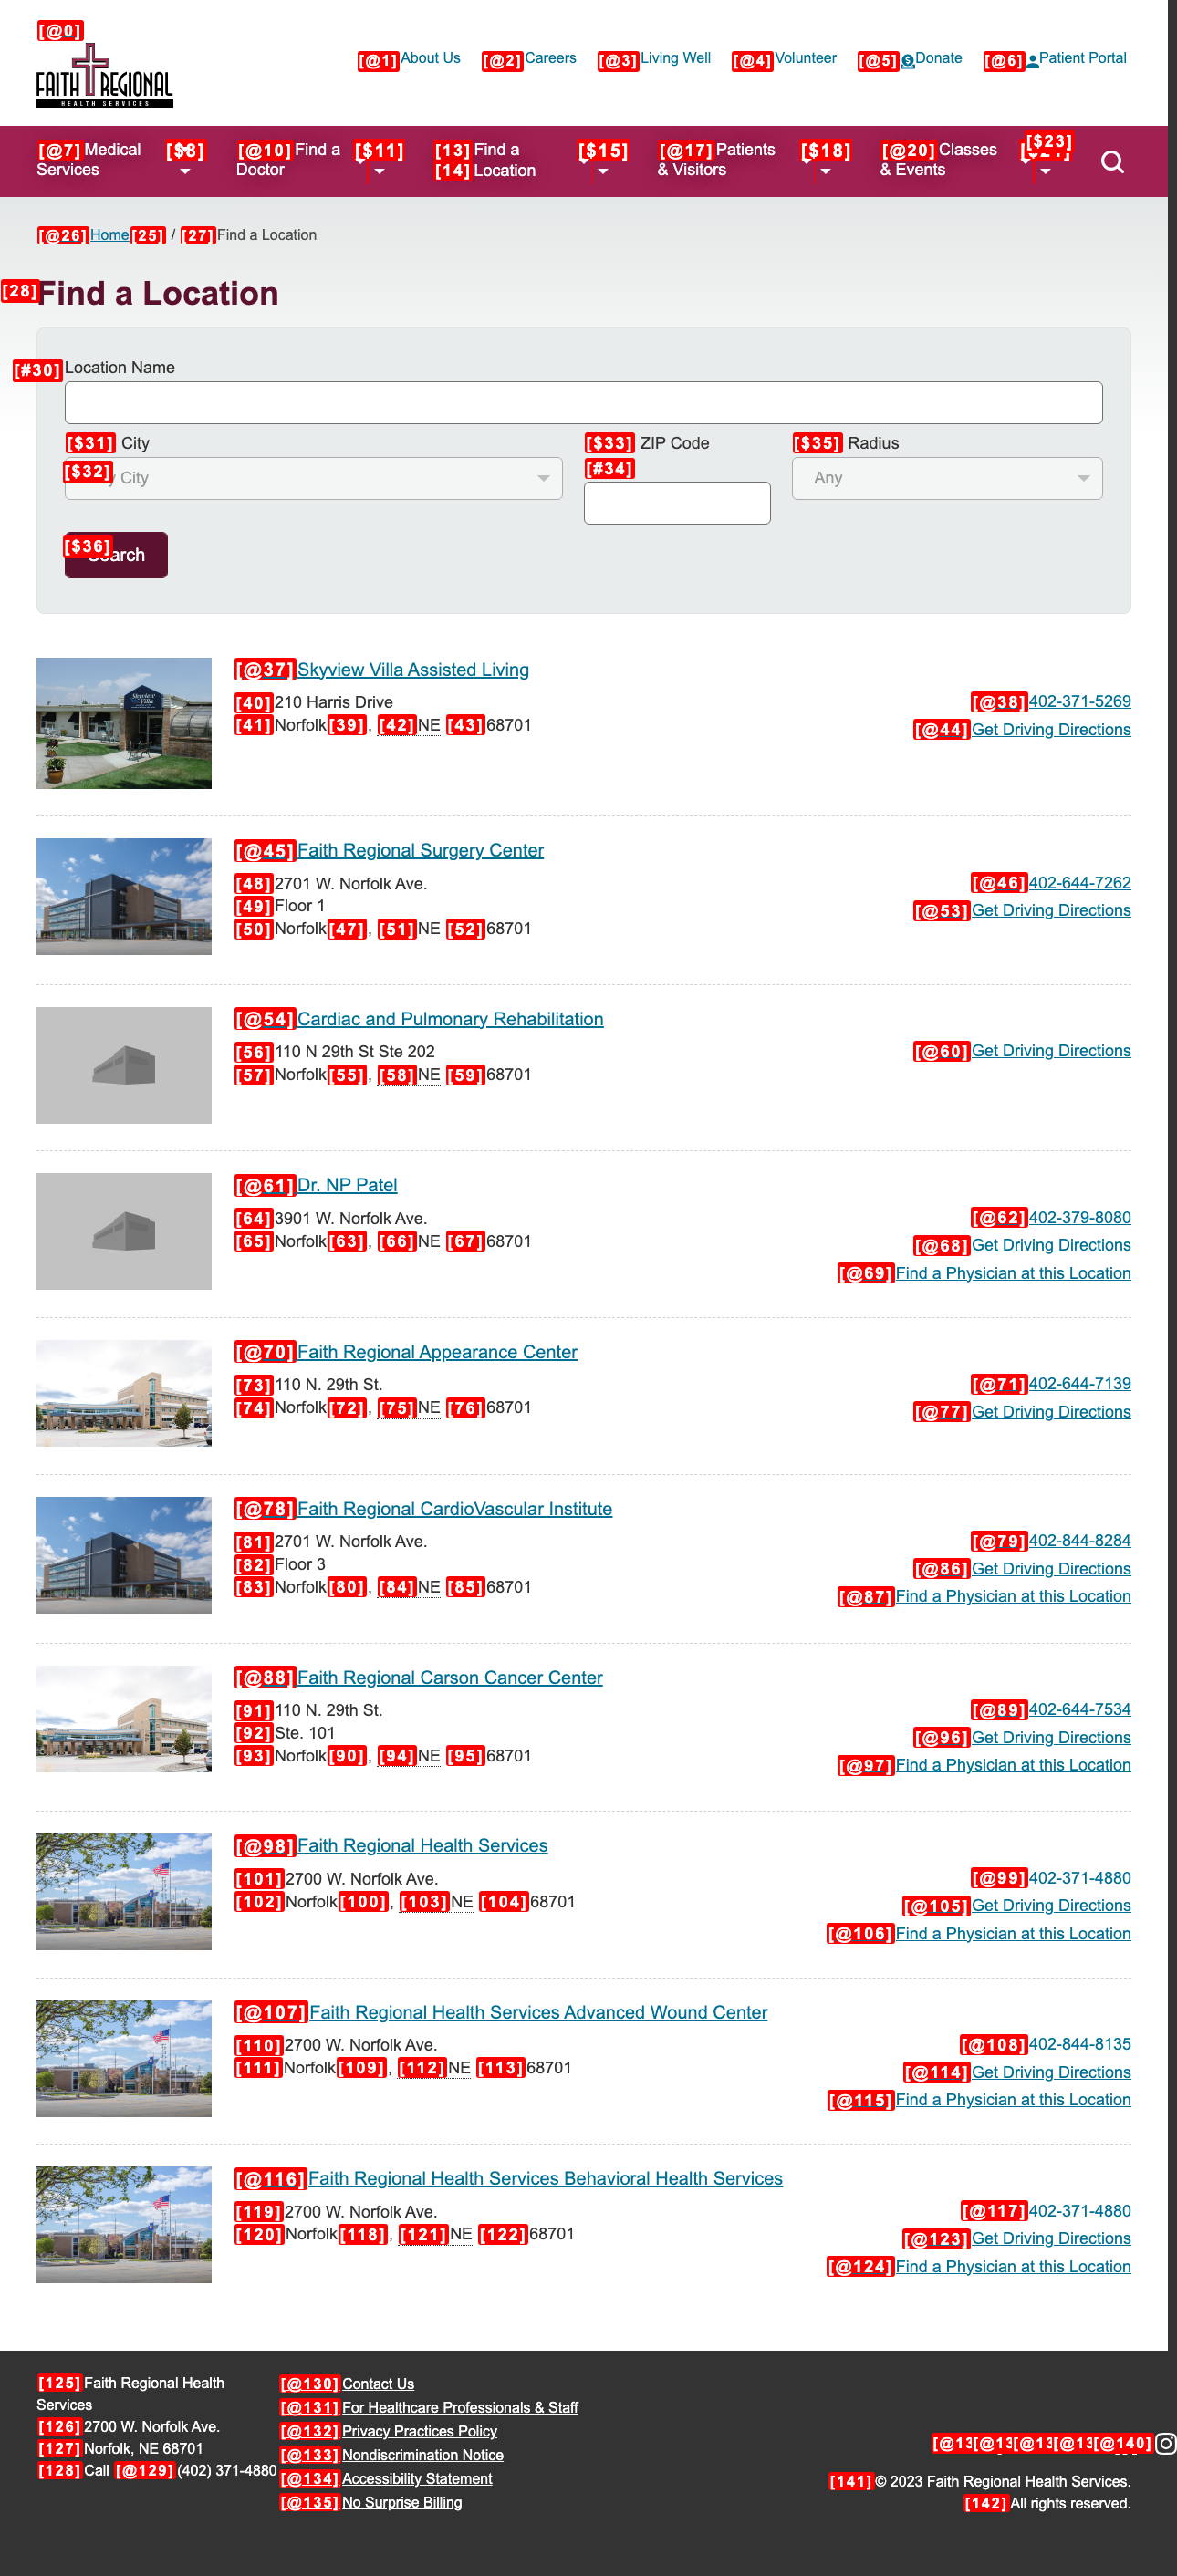 [@0]
FAITH REGIONAL
HEALTH SERVICES
[@1] About Us [@2] Careers [@3] Living Well [@4] Volunteer [@5] Donate [@6] Patient Portal
[@7] Medical Services [$8] [@10] Find a Doctor [$11] [13] Find a [14] Location [$15] [@17] Patients & Visitors [$18] [@20] Classes & Events [$23]
[@26] Home [25] / [27] Find a Location
[28] Find a Location
[#30] Location Name
[$31] City [$33] ZIP Code [$35] Radius
[$32] City [#34] Any
[$36] Search
[@37] Skyview Villa Assisted Living
[40] 210 Harris Drive [@38] 402-371-5269
[41] Norfolk [39], [42] NE [43] 68701 [@44] Get Driving Directions
[@45] Faith Regional Surgery Center
[48] 2701 W. Norfolk Ave. [@46] 402-644-7262
[49] Floor 1 [@53] Get Driving Directions
[50] Norfolk [47], [51] NE [52] 68701
[@54] Cardiac and Pulmonary Rehabilitation
[56] 110 N 29th St Ste 202 [@60] Get Driving Directions
[57] Norfolk [55], [58] NE [59] 68701
[@61] Dr. NP Patel
[64] 3901 W. Norfolk Ave. [@62] 402-379-8080
[65] Norfolk [63], [66] NE [67] 68701 [@68] Get Driving Directions
[@69] Find a Physician at this Location
[@70] Faith Regional Appearance Center
[73] 110 N. 29th St. [@71] 402-644-7139
[74] Norfolk [72], [75] NE [76] 68701 [@77] Get Driving Directions
[@78] Faith Regional CardioVascular Institute
[81] 2701 W. Norfolk Ave. [@79] 402-844-8284
[82] Floor 3 [@86] Get Driving Directions
[83] Norfolk [80], [84] NE [85] 68701 [@87] Find a Physician at this Location
[@88] Faith Regional Carson Cancer Center
[91] 110 N. 29th St. [@89] 402-644-7534
[92] Ste. 101 [@96] Get Driving Directions
[93] Norfolk [90], [94] NE [95] 68701 [@97] Find a Physician at this Location
[@98] Faith Regional Health Services
[101] 2700 W. Norfolk Ave. [@99] 402-371-4880
[102] Norfolk [100], [103] NE [104] 68701 [@105] Get Driving Directions
[@106] Find a Physician at this Location
[@107] Faith Regional Health Services Advanced Wound Center
[110] 2700 W. Norfolk Ave. [@108] 402-844-8135
[111] Norfolk [109], [112] NE [113] 68701 [@114] Get Driving Directions
[@115] Find a Physician at this Location
[@116] Faith Regional Health Services Behavioral Health Services
[119] 2700 W. Norfolk Ave. [@117] 402-371-4880
[120] Norfolk [118], [121] NE [122] 68701 [@123] Get Driving Directions
[@124] Find a Physician at this Location
[125] Faith Regional Health
Services
[126] 2700 W. Norfolk Ave.
[127] Norfolk, NE 68701
[128] Call [@129] (402) 371-4880
[@130] Contact Us
[@131] For Healthcare Professionals & Staff
[@132] Privacy Practices Policy
[@133] Nondiscrimination Notice
[@134] Accessibility Statement
[@135] No Surprise Billing
[@140]
[141] © 2023 Faith Regional Health Services.
[142] All rights reserved.